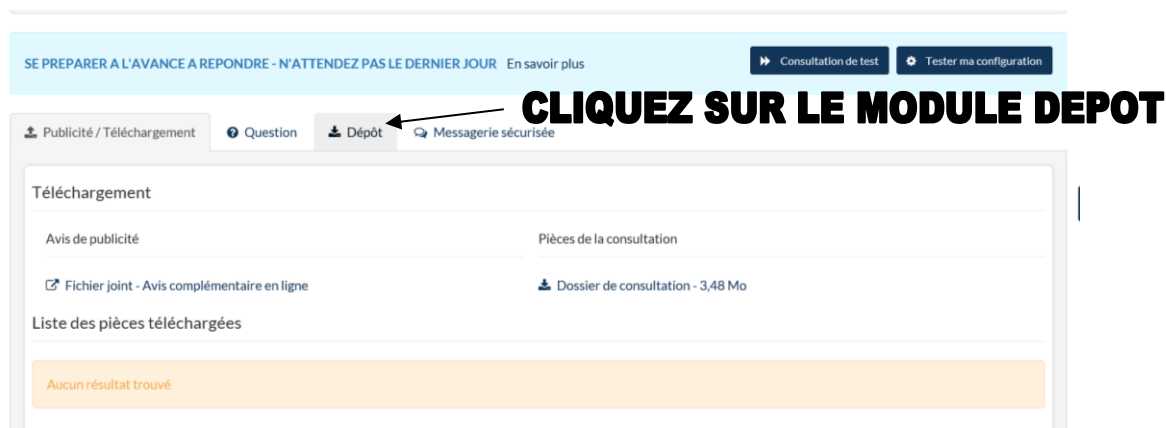 SE PREPARER A L'AVANCE A REPONDRE - N'ATTENDEZ PAS LE DERNIER JOUR En savoir plus
Consultation de test
Tester ma configuration
CLIQUEZ SUR LE MODULE DEPOT
Publicité / Téléchargement
Question
Dépôt
Messagerie sécurisée
Téléchargement
Avis de publicité
Pièces de la consultation
Fichier joint - Avis complémentaire en ligne
Dossier de consultation - 3,48 Mo
Liste des pièces téléchargées
Aucun résultat trouvé